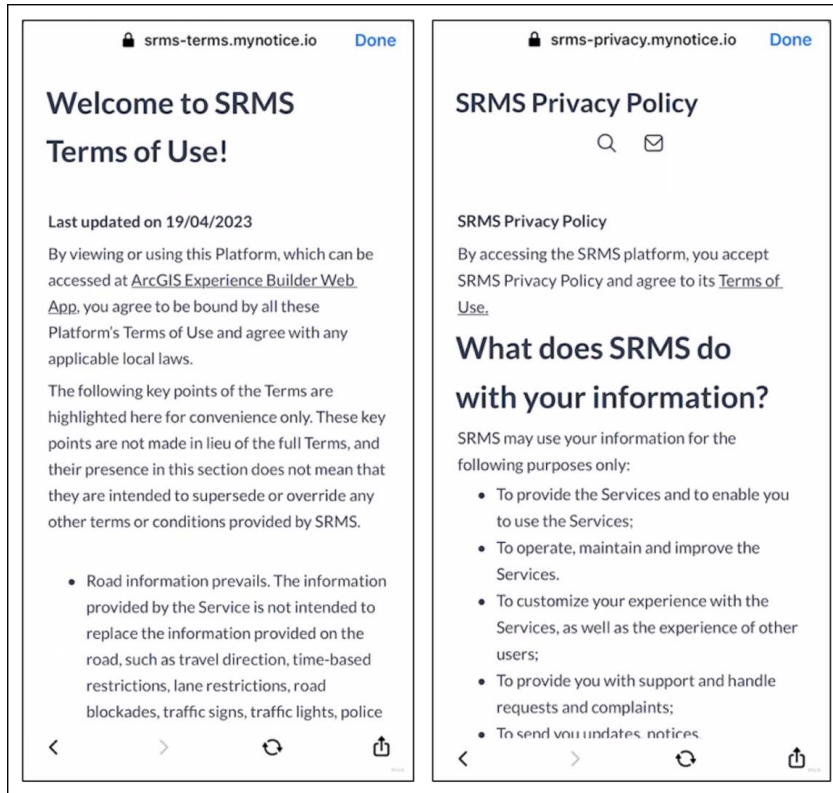 srms-terms.mynotice.io Done
Welcome to SRMS
Terms of Use!
Last updated on 19/04/2023
By viewing or using this Platform, which can be
accessed at ArcGIS Experience Builder Web
App, you agree to be bound by all these
Platform's Terms of Use and agree with any
applicable local laws.
The following key points of the Terms are
highlighted here for convenience only. These key
points are not made in lieu of the full Terms, and
their presence in this section does not mean that
they are intended to supersede or override any
other terms or conditions provided by SRMS.
• Road information prevails. The information
provided by the Service is not intended to
replace the information provided on the
road, such as travel direction, time-based
restrictions, lane restrictions, road
blockades, traffic signs, traffic lights, police
srms-privacy.mynotice.io Done
SRMS Privacy Policy
SRMS Privacy Policy
By accessing the SRMS platform, you accept
SRMS Privacy Policy and agree to its Terms of
Use.
What does SRMS do
with your information?
SRMS may use your information for the
following purposes only:
• To provide the Services and to enable you
to use the Services;
• To operate, maintain and improve the
Services.
• To customize your experience with the
Services, as well as the experience of other
users;
• To provide you with support and handle
requests and complaints;
• To send you updates, notices,